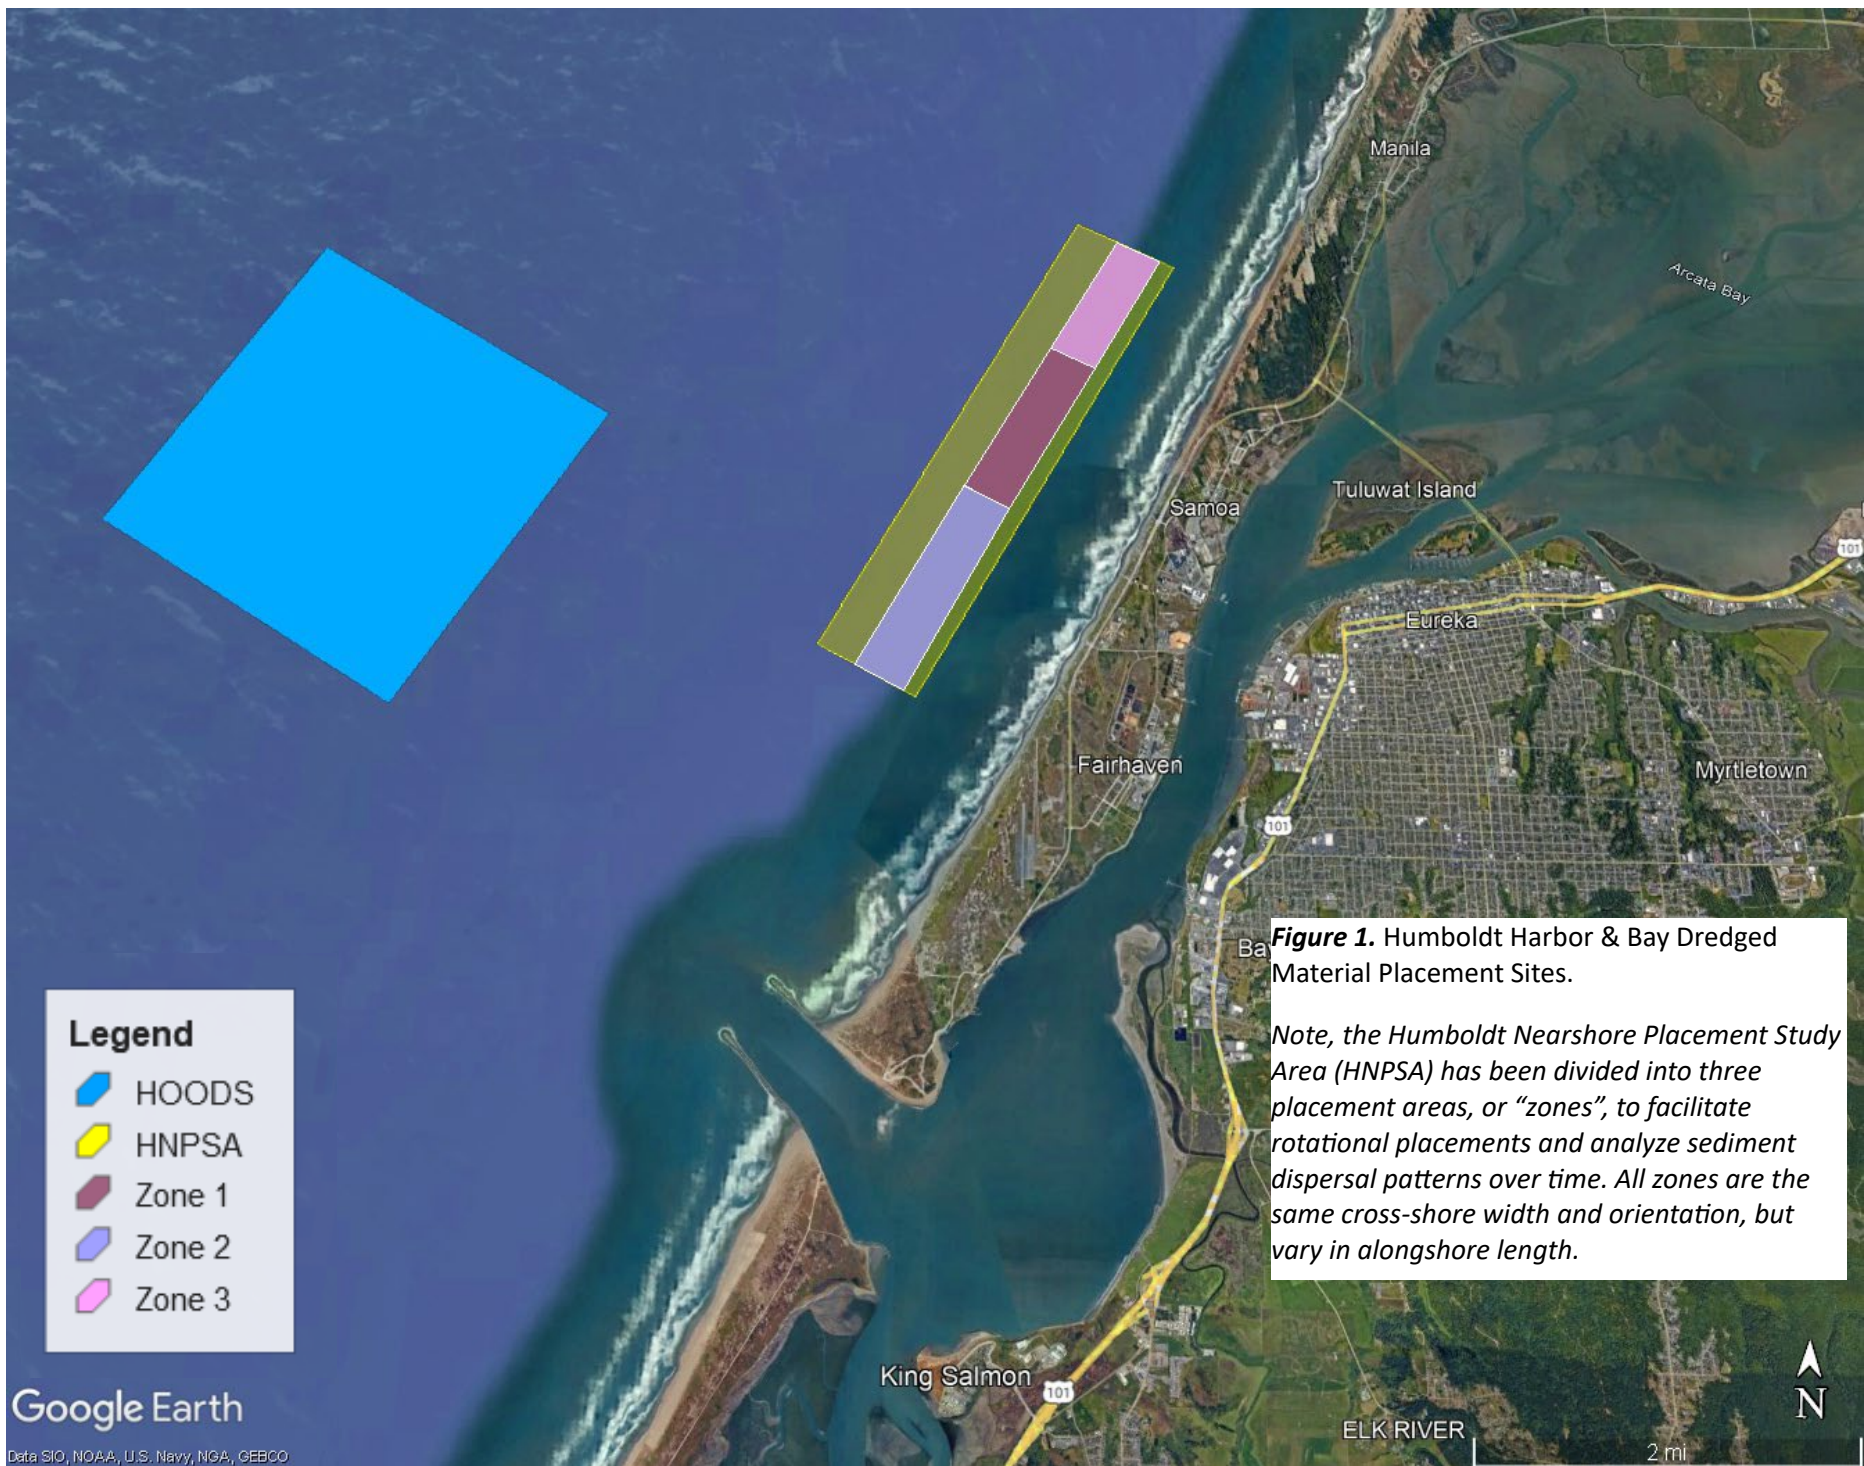 Manila
Arcata Bay
Tuluwat Island
Samoa
101
Eureka
Fairhaven
Myrtletown
101
Bay
Figure 1. Humboldt Harbor & Bay Dredged
Material Placement Sites.
Note, the Humboldt Nearshore Placement Study
Area (HNPSA) has been divided into three
placement areas, or “zones”, to facilitate
rotational placements and analyze sediment
dispersal patterns over time. All zones are the
same cross-shore width and orientation, but
vary in alongshore length.
Legend
HOODS
HNPSA
Zone 1
Zone 2
Zone 3
King Salmon
101
ELK RIVER
N
2 mi
Google Earth
Data SIO, NOAA, U.S. Navy, NGA, GEBCO